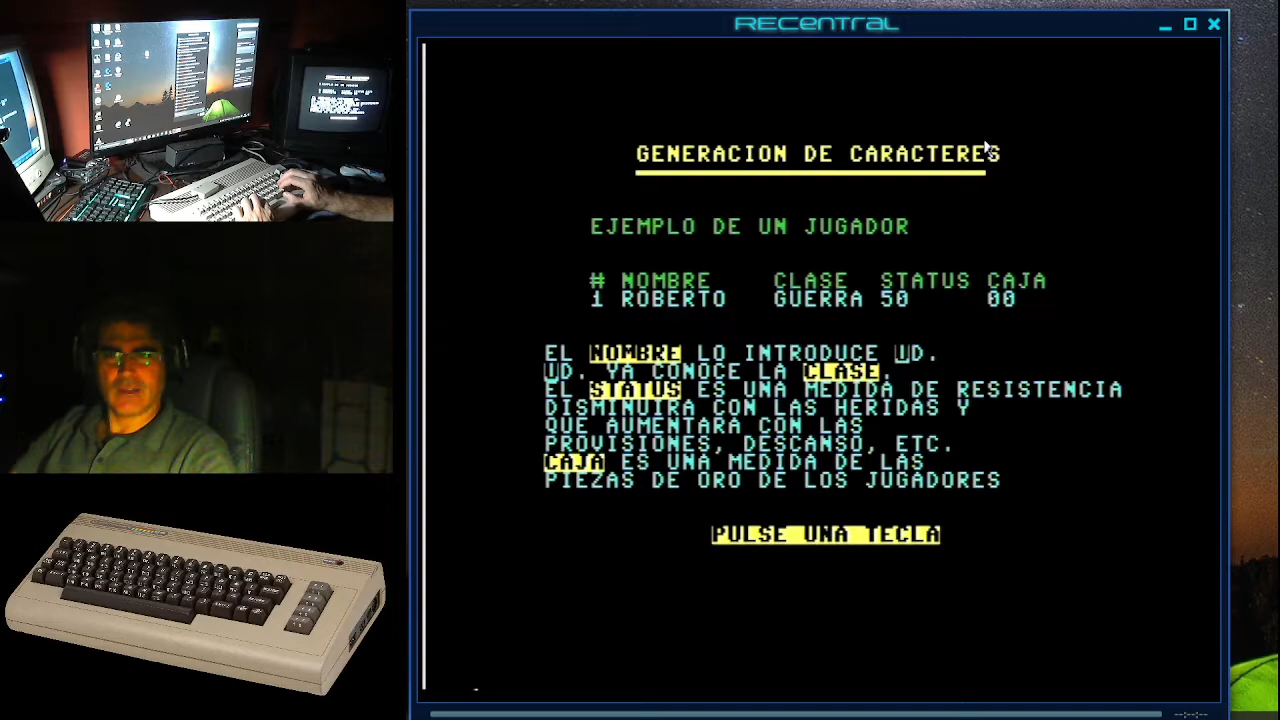 RECENTRAL
GENERACION DE CARACTERES
EJEMPLO DE UN JUGADOR
# NOMBRE CLASE STATUS CAJA
1 ROBERTO GUERRA 50 00
EL NOMBRE LO INTRODUCE UD.
UD. YA CONOCE LA CLASE.
EL STATUS ES UNA MEDIDA DE RESISTENCIA
DISMINUIRA CON LAS HERIDAS Y
QUE AUMENTARA CON LAS
PROVISIONES, DESCANSO, ETC.
CAJA ES UNA MEDIDA DE LAS
PIEZAS DE ORO DE LOS JUGADORES
PULSE UNA TECLA
--:--:--